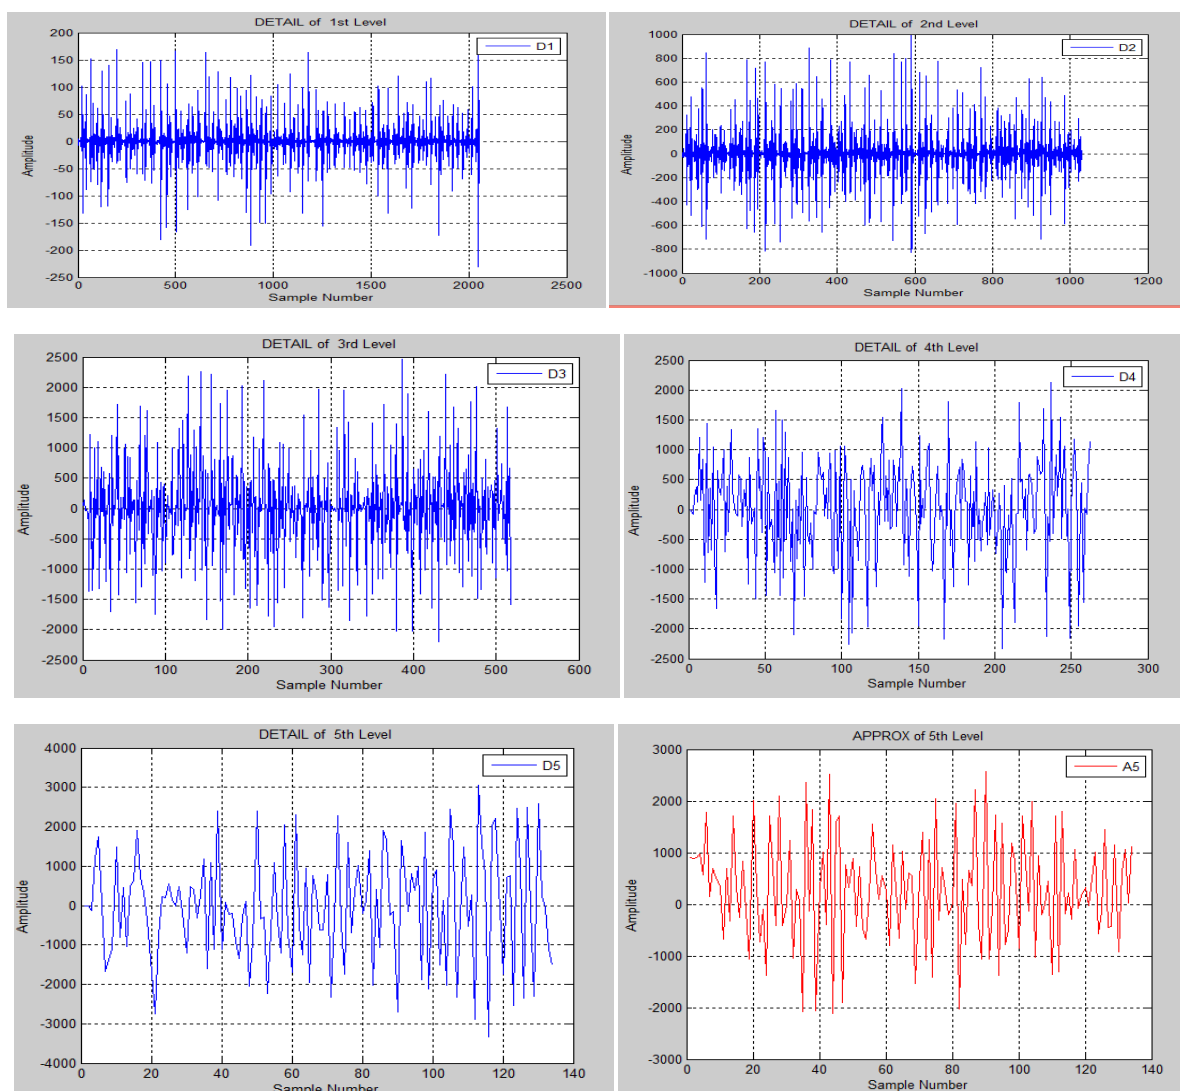 DETAIL of 1st Level
200
150
100
50
0
-50
-100
-150
-200
-250
Amplitude
D1
0 500 1000 1500 2000 2500
Sample Number
DETAIL of 2nd Level
1000
800
600
400
200
0
-200
-400
-600
-800
-1000
Amplitude
D2
0 200 400 600 800 1000 1200
Sample Number
DETAIL of 3rd Level
2500
2000
1500
1000
500
0
-500
-1000
-1500
-2000
-2500
Amplitude
D3
0 100 200 300 400 500 600
Sample Number
DETAIL of 4th Level
2500
2000
1500
1000
500
0
-500
-1000
-1500
-2000
-2500
Amplitude
D4
0 50 100 150 200 250 300
Sample Number
DETAIL of 5th Level
4000
3000
2000
1000
0
-1000
-2000
-3000
-4000
Amplitude
D5
0 20 40 60 80 100 120 140
Sample Number
APPROX of 5th Level
3000
2000
1000
0
-1000
-2000
-3000
Amplitude
A5
0 20 40 60 80 100 120 140
Sample Number